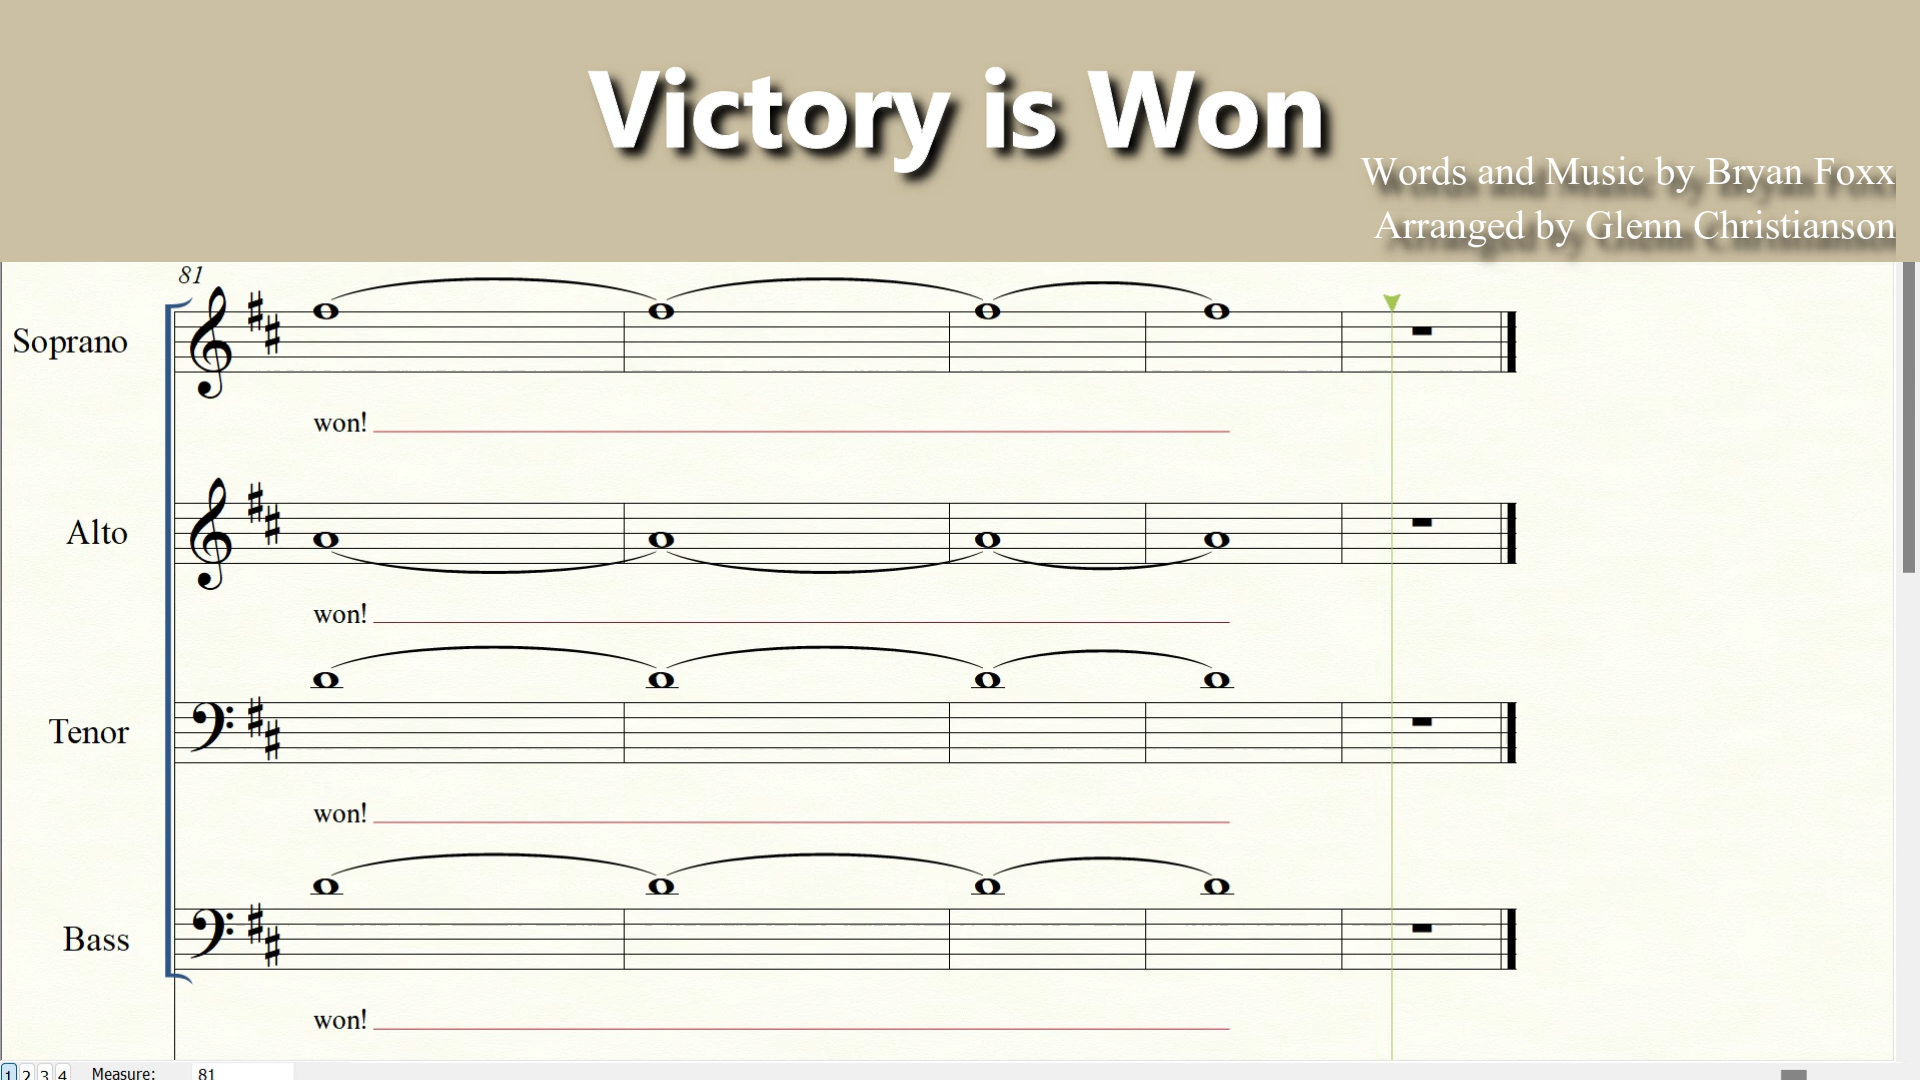 Victory is Won
Words and Music by Bryan Foxx
Arranged by Glenn Christianson
81
Soprano
won!
Alto
won!
Tenor
won!
Bass
won!
1 2 3 4 Measure: 81